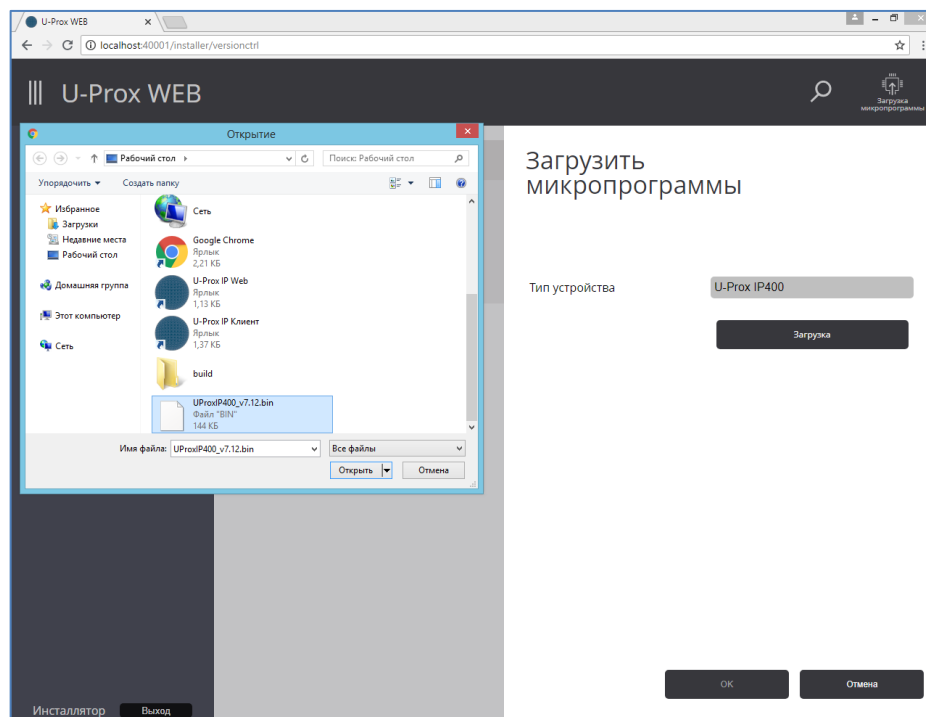 U-Prox WEB
localhost:40001/installer/versionctrl
U-Prox WEB
Загрузка
микропрограммы
Открытие
Рабочий стол
Поиск: Рабочий стол
Упорядочить
Создать папку
Избранное
Загрузки
Недавние места
Рабочий стол
Домашняя группа
Этот компьютер
Сеть
Сеть
Google Chrome
Ярлык
2,21 КБ
U-Prox IP Web
Ярлык
1,13 КБ
U-Prox IP Клиент
Ярлык
1,37 КБ
build
UProxIP400_v7.12.bin
Файл "BIN"
144 КБ
Имя файла: UProxIP400_v7.12.bin
Все файлы
Открыть
Отмена
Загрузить
микропрограммы
Тип устройства
U-Prox IP400
Загрузка
OK
Отмена
Инсталлятор
Выход